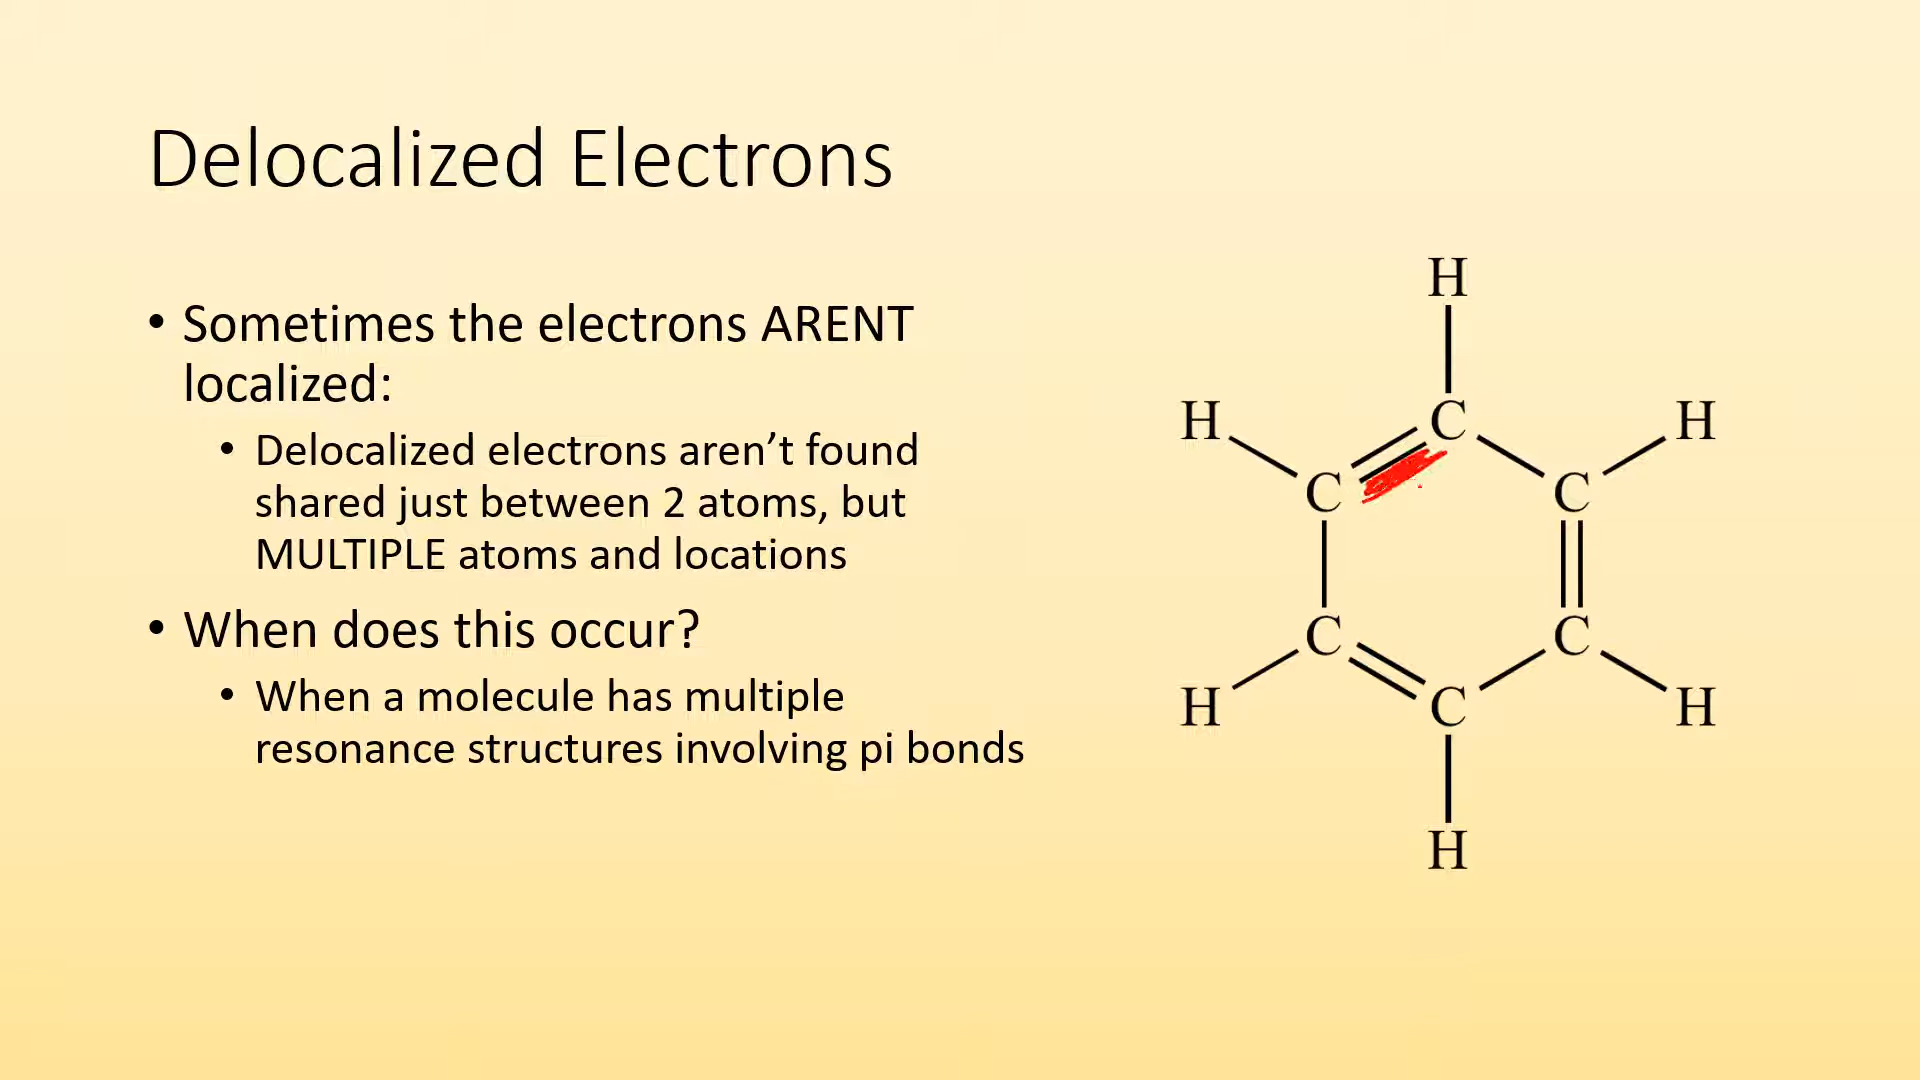 Delocalized Electrons
• Sometimes the electrons ARENT
localized:
• Delocalized electrons aren’t found
shared just between 2 atoms, but
MULTIPLE atoms and locations
• When does this occur?
• When a molecule has multiple
resonance structures involving pi bonds
H
H C H
C C
C C
H C H
H